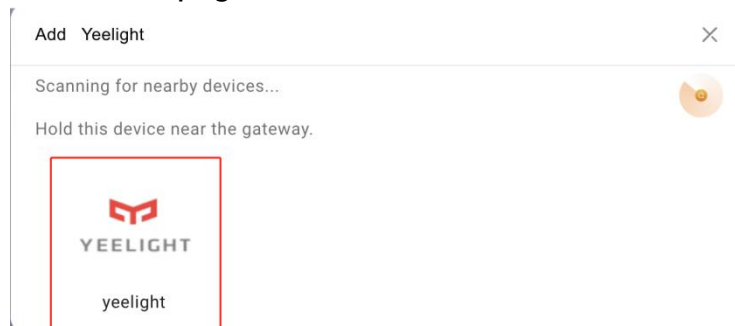 Add Yeelight
Scanning for nearby devices...
Hold this device near the gateway.
YEELIGHT
yeelight